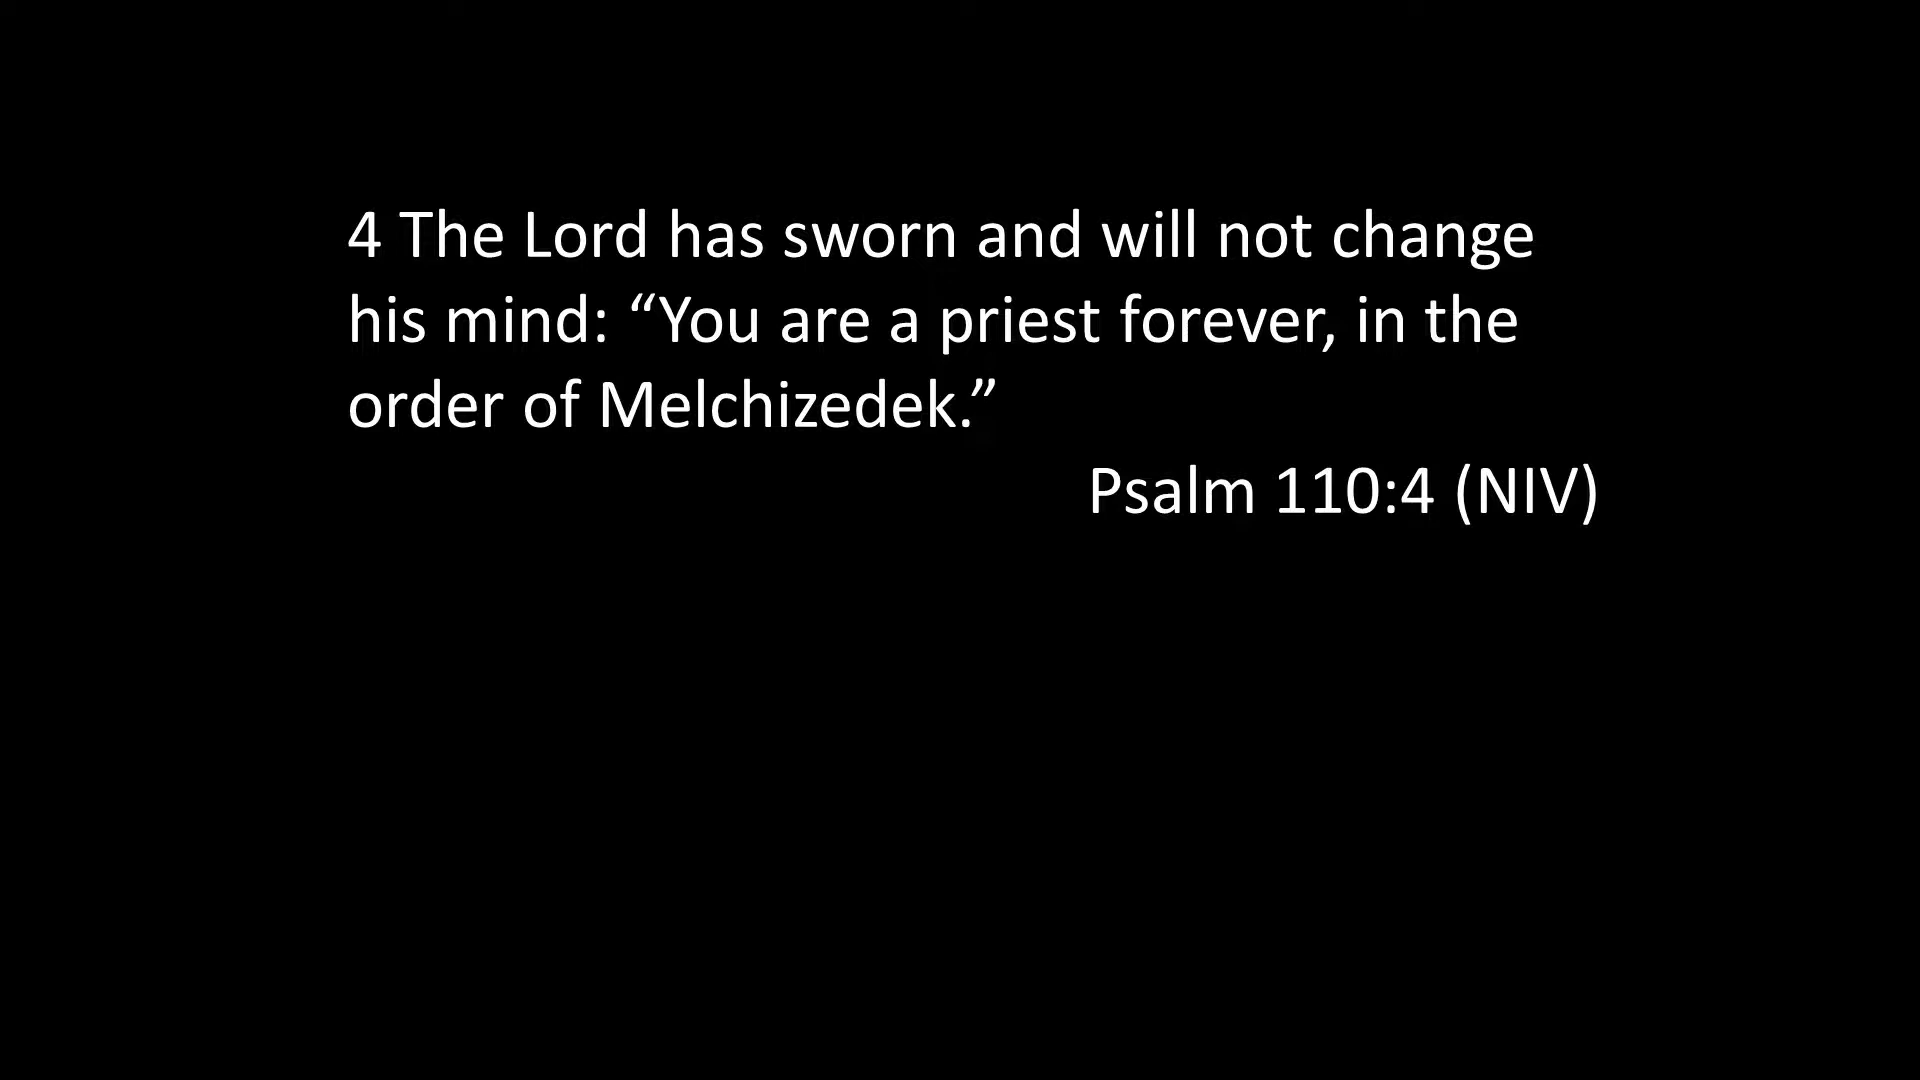 4 The Lord has sworn and will not change
his mind: “You are a priest forever, in the
order of Melchizedek.”
Psalm 110:4 (NIV)